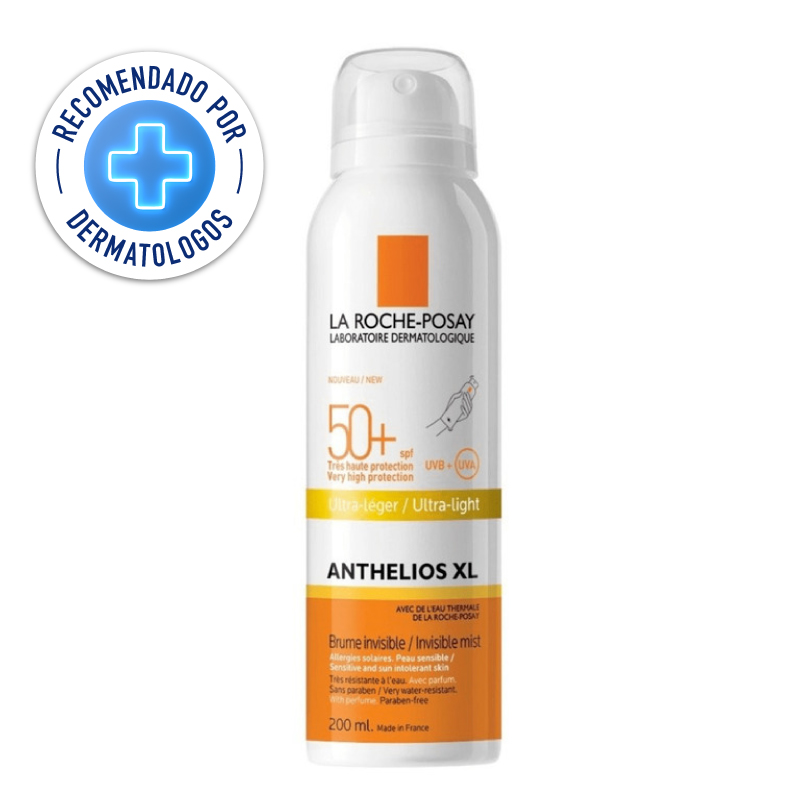 RECOMENDADO POR
DERMATOLOGOS
LA ROCHE-POSAY
LABORATOIRE DERMATOLOGIQUE
NOUVEAU / NEW
50+ spf
Très haute protection
Very high protection
UVB + UVA
Ultra-léger / Ultra-light
ANTHELIOS XL
AVEC DE L'EAU THERMALE
DE LA ROCHE-POSAY
Brume invisible / Invisible mist
Allergies solaires. Peau sensible /
Sensitive and sun intolerant skin
Très résistante à l'eau. Avec parfum.
Sans paraben / Very water-resistant.
With perfume. Paraben-free
200 ml. Made in France